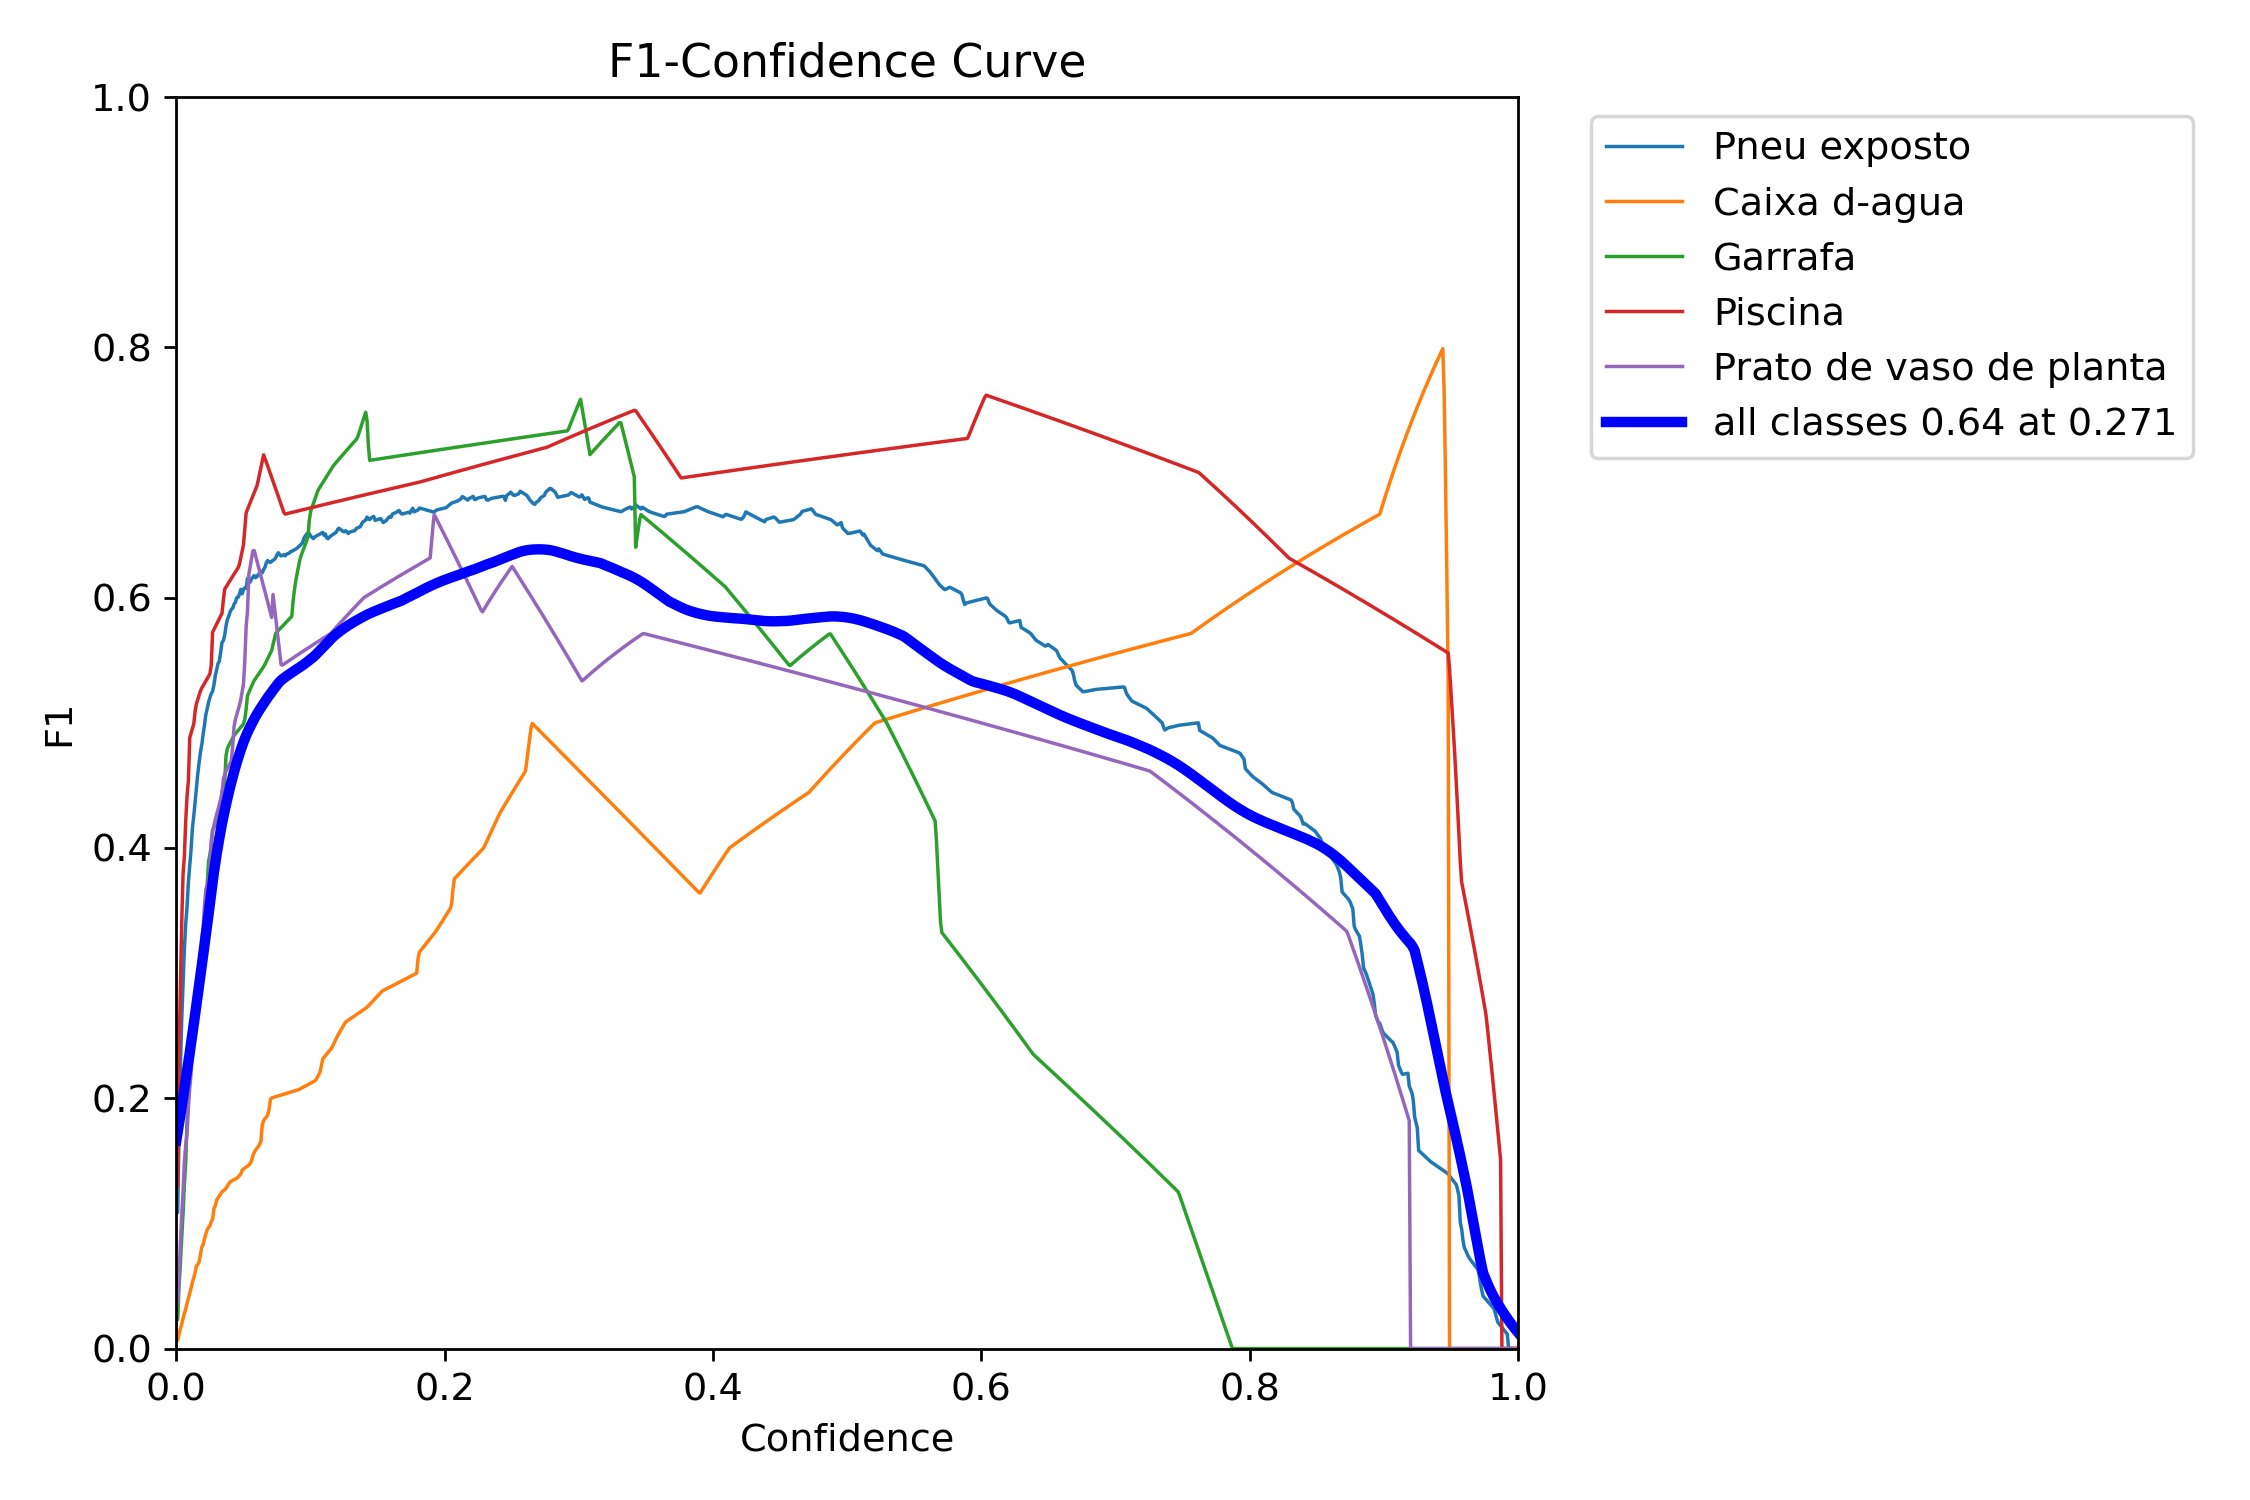 F1-Confidence Curve
1.0
0.8
0.6
0.4
0.2
0.0
F1
0.0 0.2 0.4 0.6 0.8 1.0
Confidence
Pneu exposto
Caixa d-agua
Garrafa
Piscina
Prato de vaso de planta
all classes 0.64 at 0.271